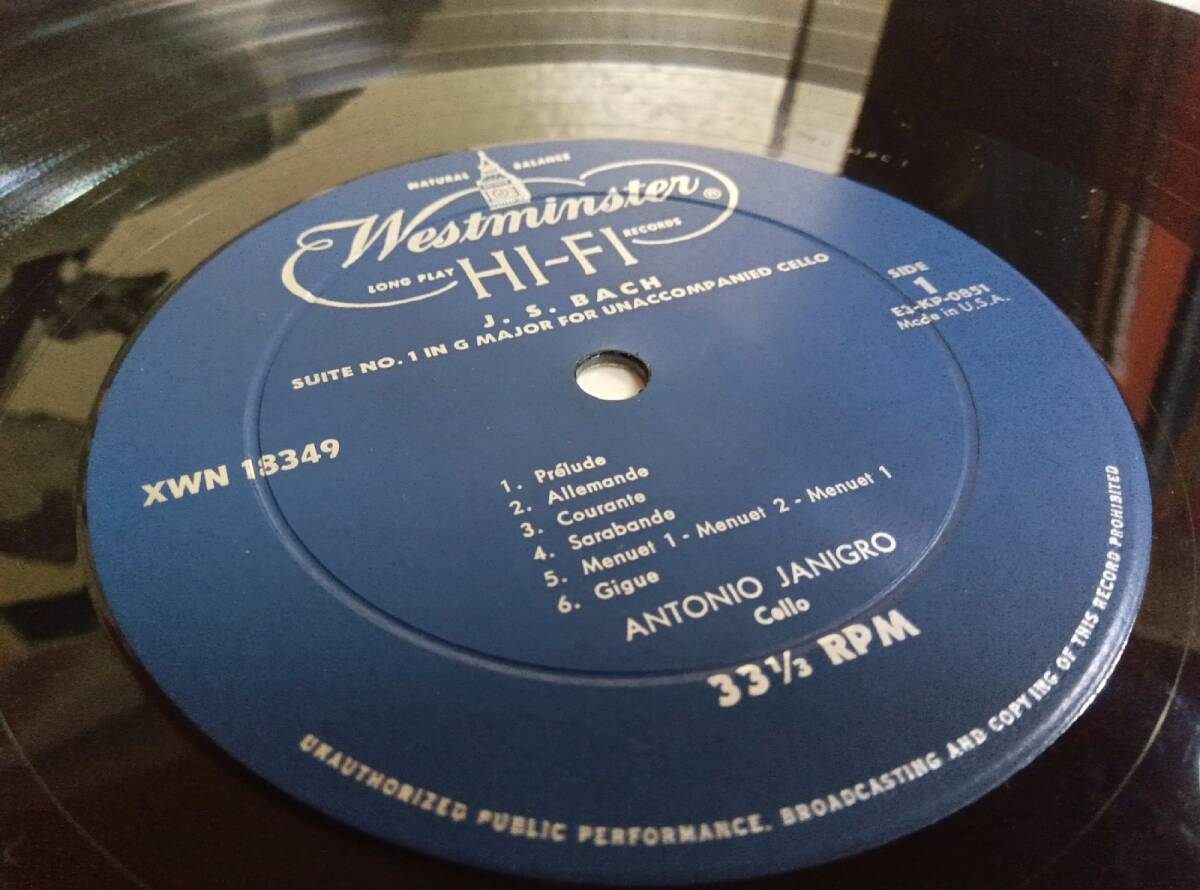 NATURAL BALANCE
Westminster ®
LONG PLAY HI-FI RECORDS
J. S. BACH
SUITE NO. 1 IN G MAJOR FOR UNACCOMPANIED CELLO
SIDE
1
E3-KP-0851
Made in U.S.A.
XWN 18349
1. Prélude
2. Allemande
3. Courante
4. Sarabande
5. Menuet 1 - Menuet 2 - Menuet 1
6. Gigue
ANTONIO JANIGRO
Cello
33⅓ RPM
UNAUTHORIZED PUBLIC PERFORMANCE, BROADCASTING AND COPYING OF THIS RECORD PROHIBITED